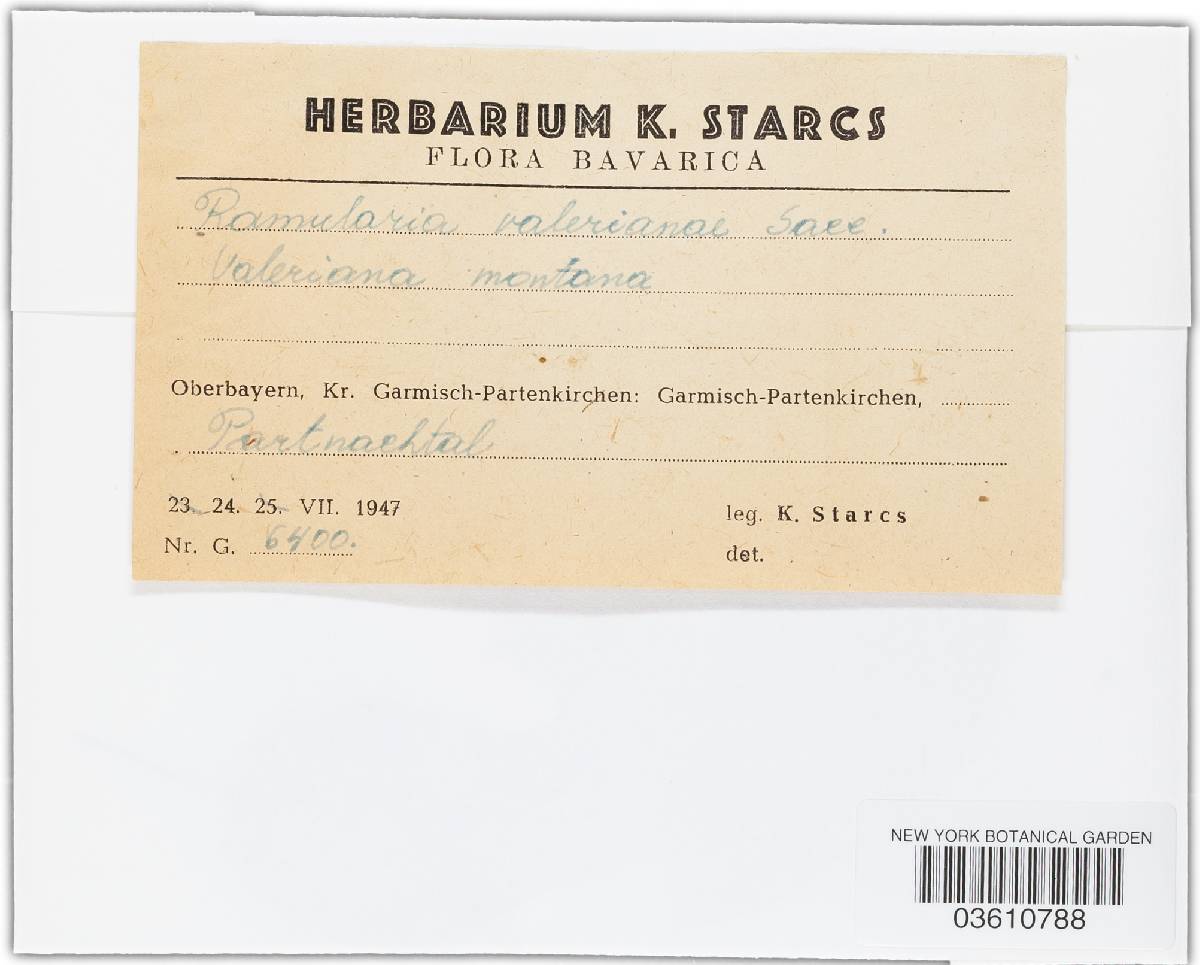 HERBARIUM K. STARCS
FLORA BAVARICA
Ramularia valerianae Sacc.
Valeriana montana
Oberbayern, Kr. Garmisch-Partenkirchen: Garmisch-Partenkirchen,
Partnachtal
23. 24. 25. VII. 1947
leg. K. Starcs
Nr. G. 6400.
det.
NEW YORK BOTANICAL GARDEN
03610788